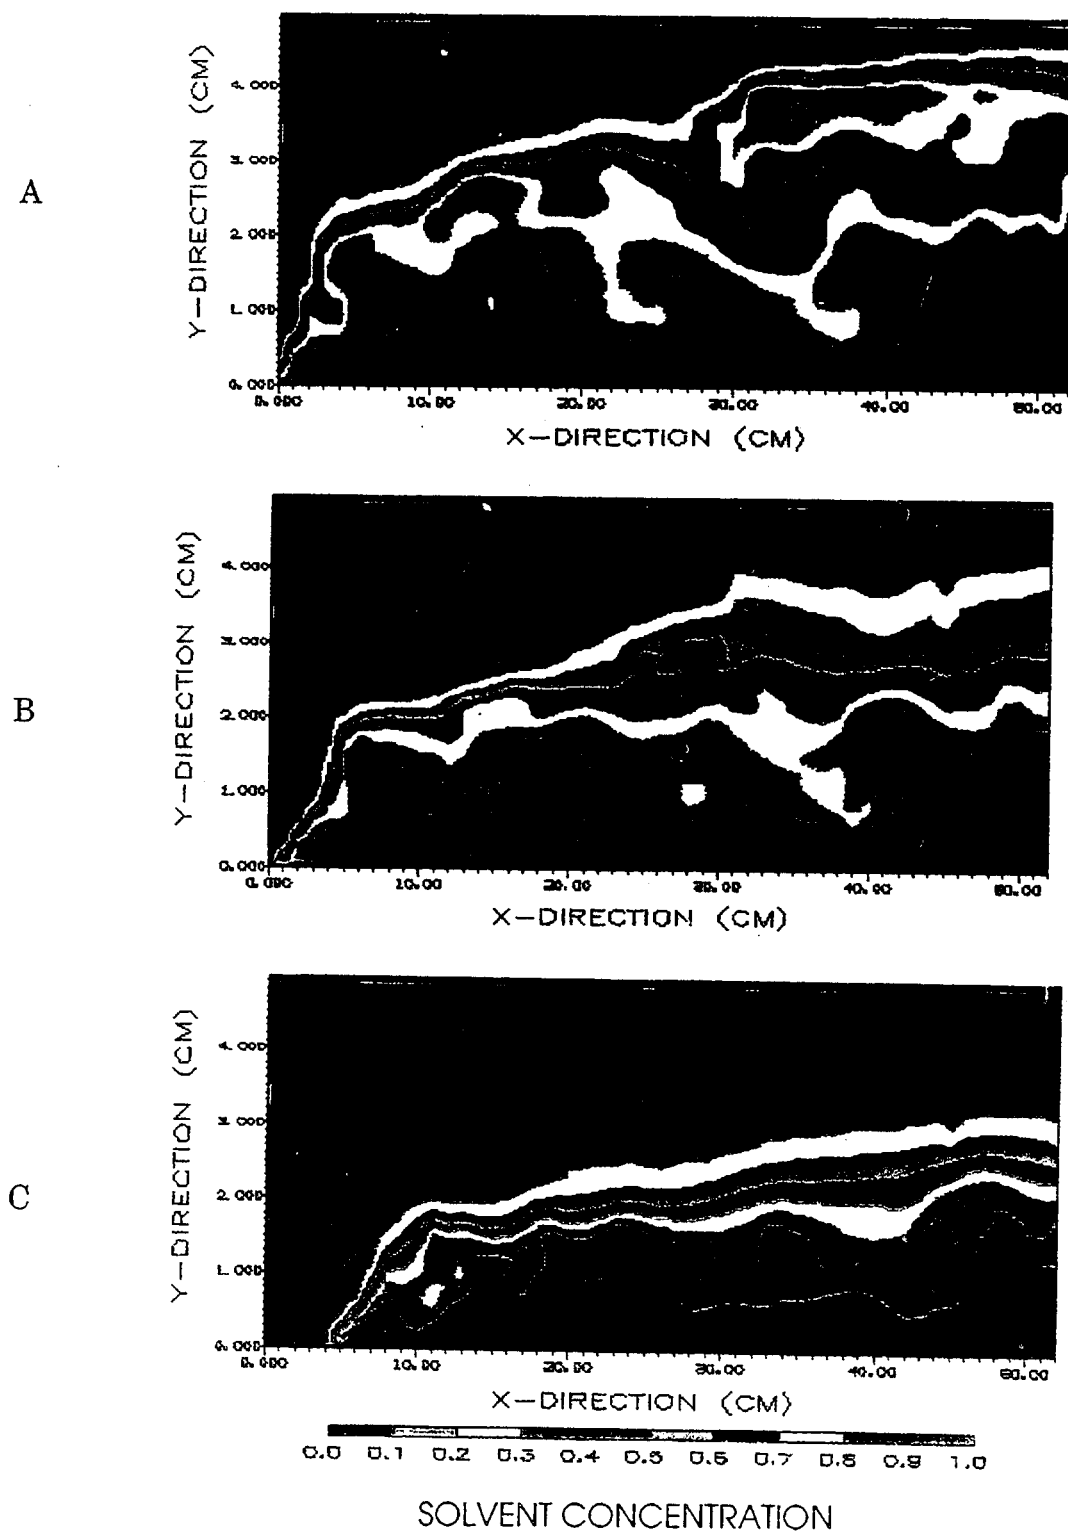 A
Y-DIRECTION (CM)
4.000
3.000
2.000
1.000
0.000
0.000 10.00 20.00 30.00 40.00 50.00
X-DIRECTION (CM)
B
Y-DIRECTION (CM)
4.000
3.000
2.000
1.000
0.000
0.000 10.00 20.00 30.00 40.00 50.00
X-DIRECTION (CM)
C
Y-DIRECTION (CM)
4.000
3.000
2.000
1.000
0.000
0.000 10.00 20.00 30.00 40.00 50.00
X-DIRECTION (CM)
0.0 0.1 0.2 0.3 0.4 0.5 0.6 0.7 0.8 0.9 1.0
SOLVENT CONCENTRATION